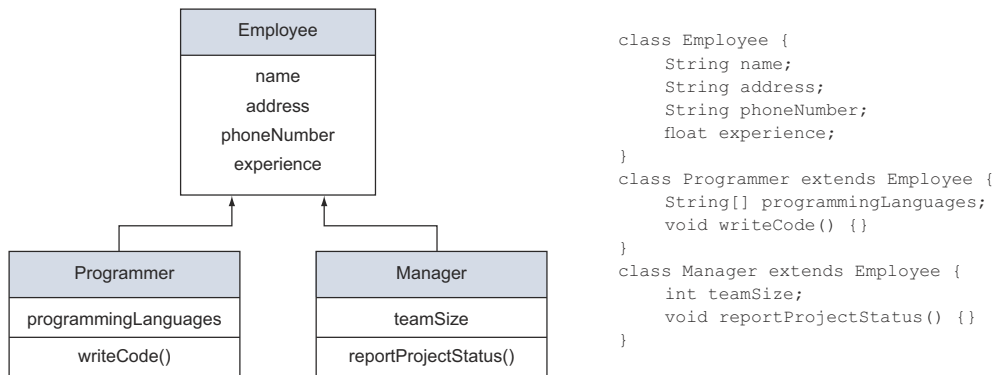 Employee
name
address
phoneNumber
experience
Programmer
programmingLanguages
writeCode()
Manager
teamSize
reportProjectStatus()
class Employee {
    String name;
    String address;
    String phoneNumber;
    float experience;
}
class Programmer extends Employee {
    String[] programmingLanguages;
    void writeCode() {}
}
class Manager extends Employee {
    int teamSize;
    void reportProjectStatus() {}
}